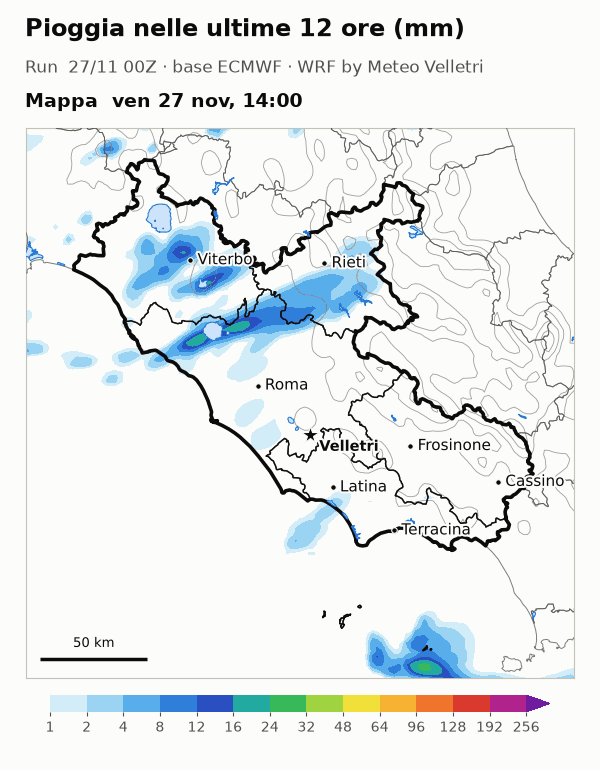 Pioggia nelle ultime 12 ore (mm)
Run  27/11 00Z · base ECMWF · WRF by Meteo Velletri
Mappa  ven 27 nov, 14:00
Viterbo
Rieti
Roma
Velletri
Frosinone
Latina
Cassino
Terracina
50 km
1 2 4 8 12 16 24 32 48 64 96 128 192 256